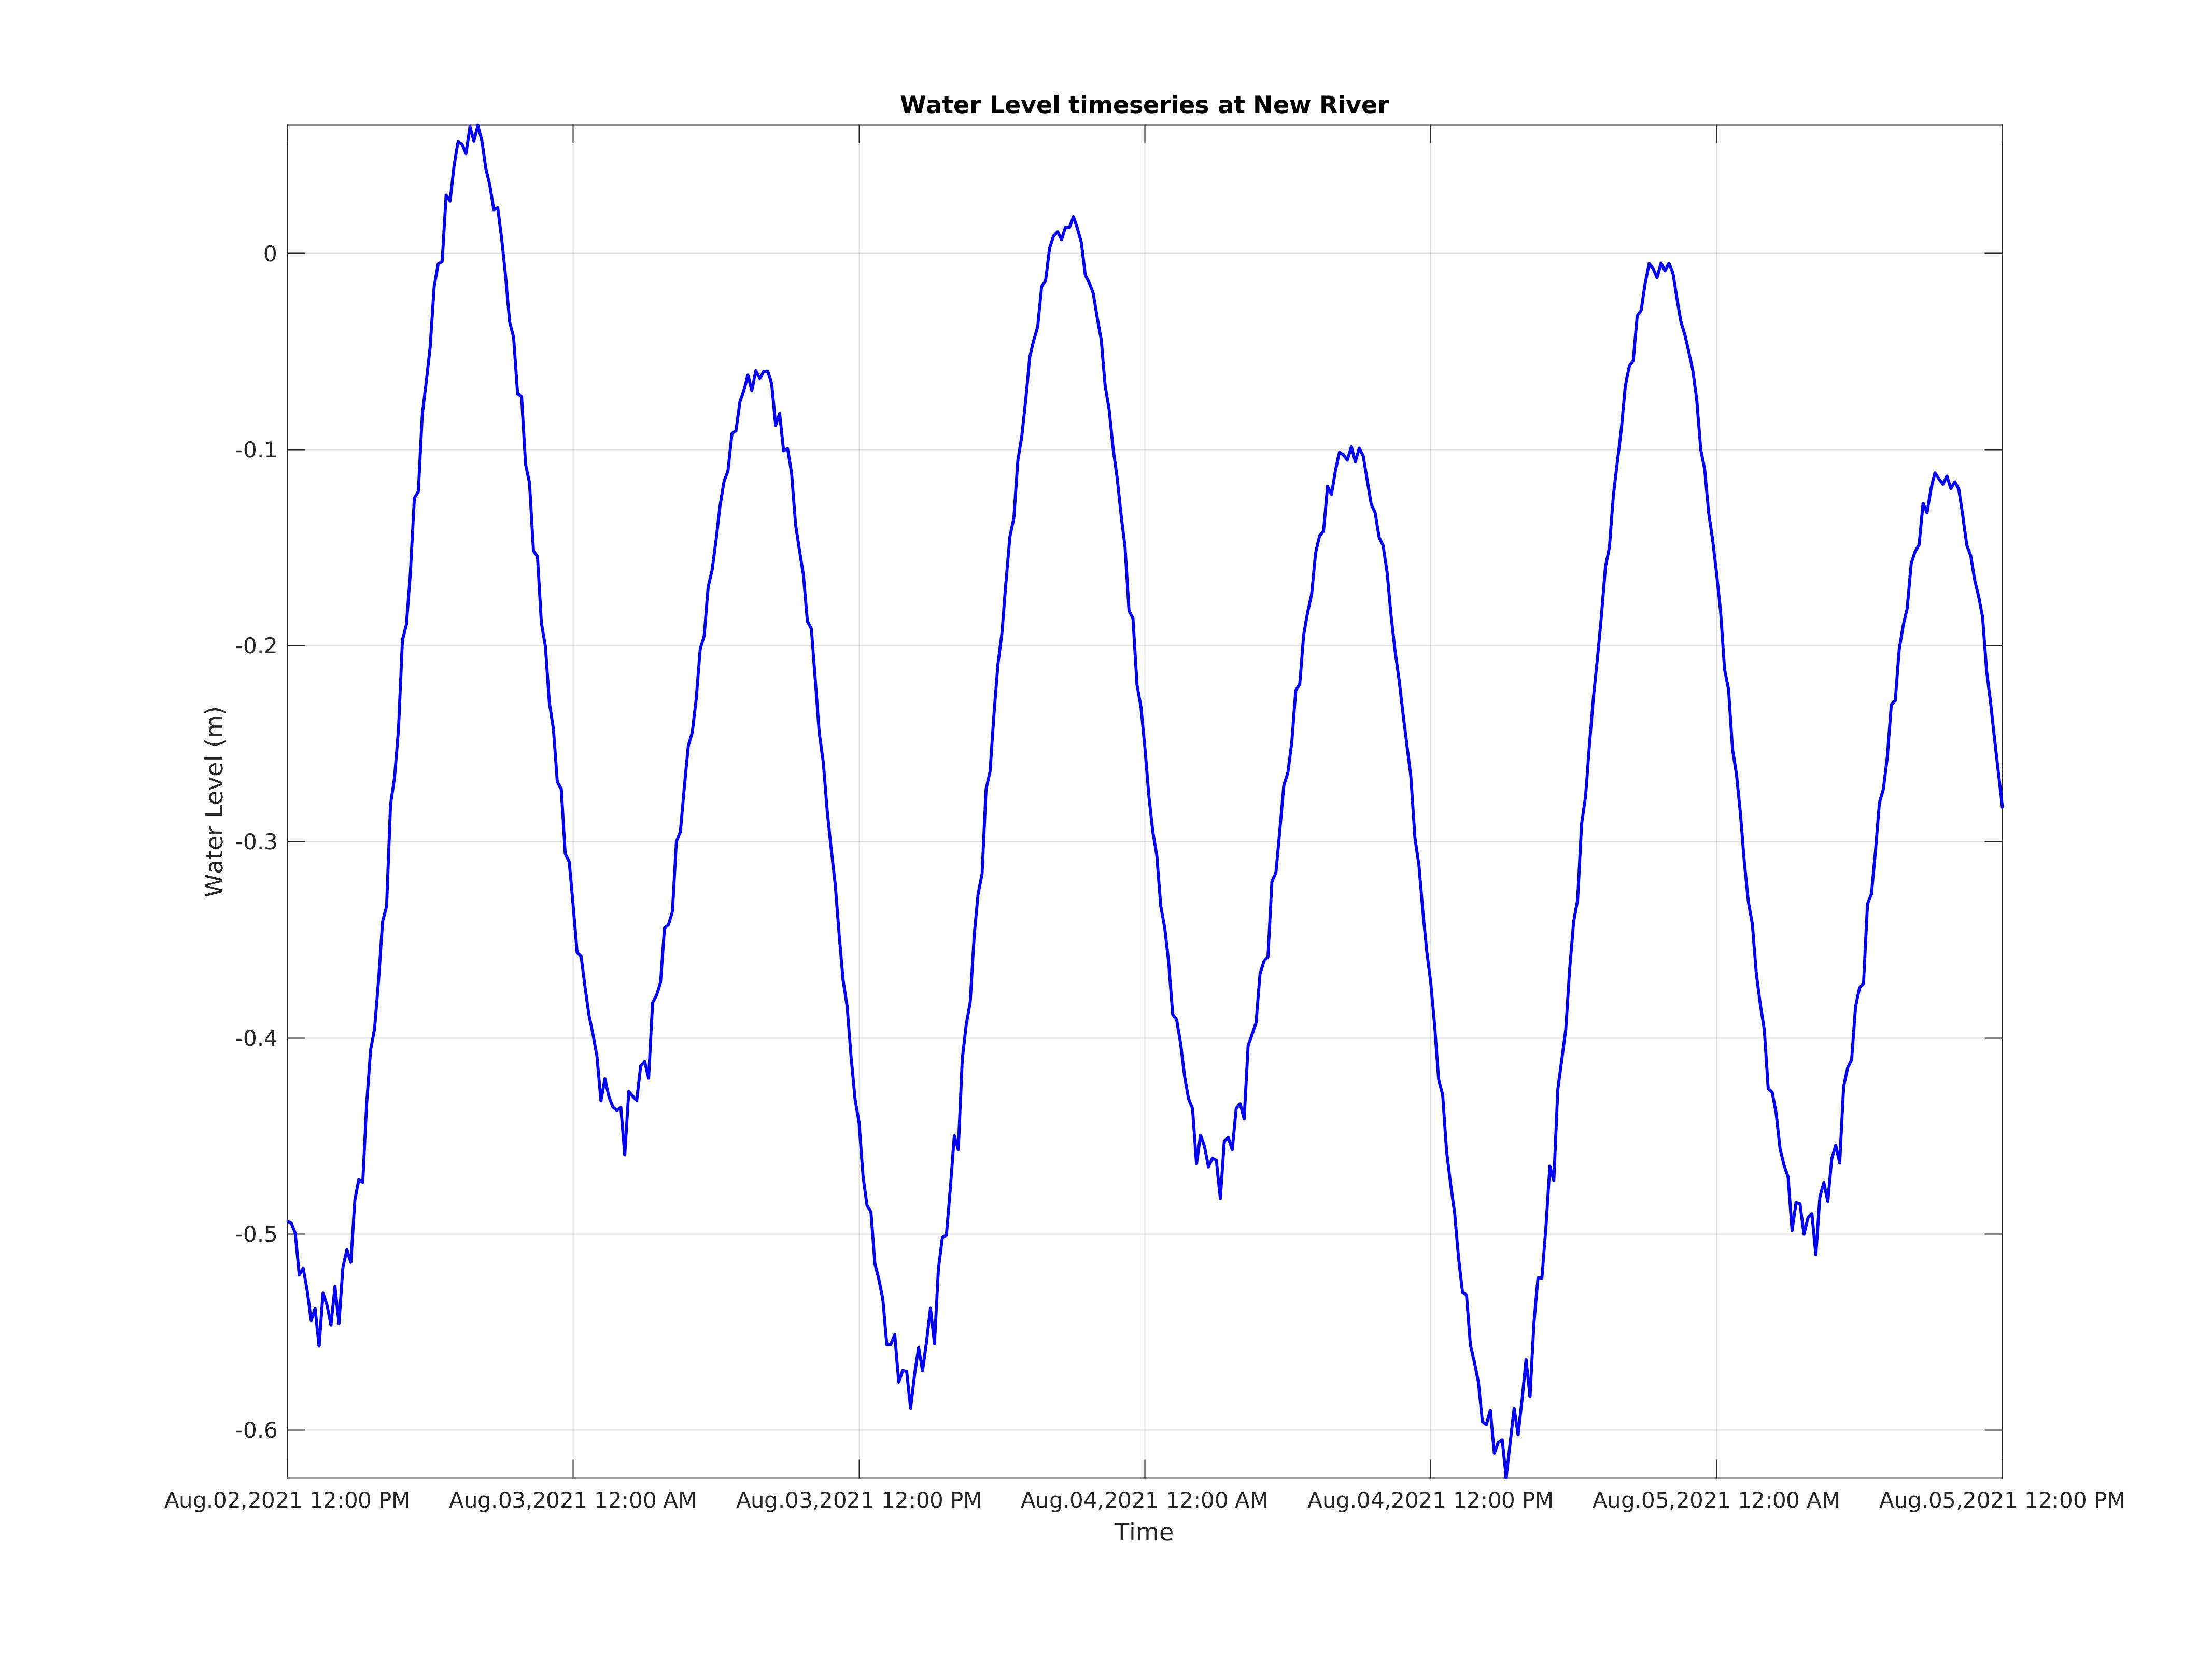 Water Level timeseries at New River
0
-0.1
-0.2
-0.3
-0.4
-0.5
-0.6
Water Level (m)
Aug.02,2021 12:00 PM Aug.03,2021 12:00 AM Aug.03,2021 12:00 PM Aug.04,2021 12:00 AM Aug.04,2021 12:00 PM Aug.05,2021 12:00 AM Aug.05,2021 12:00 PM
Time